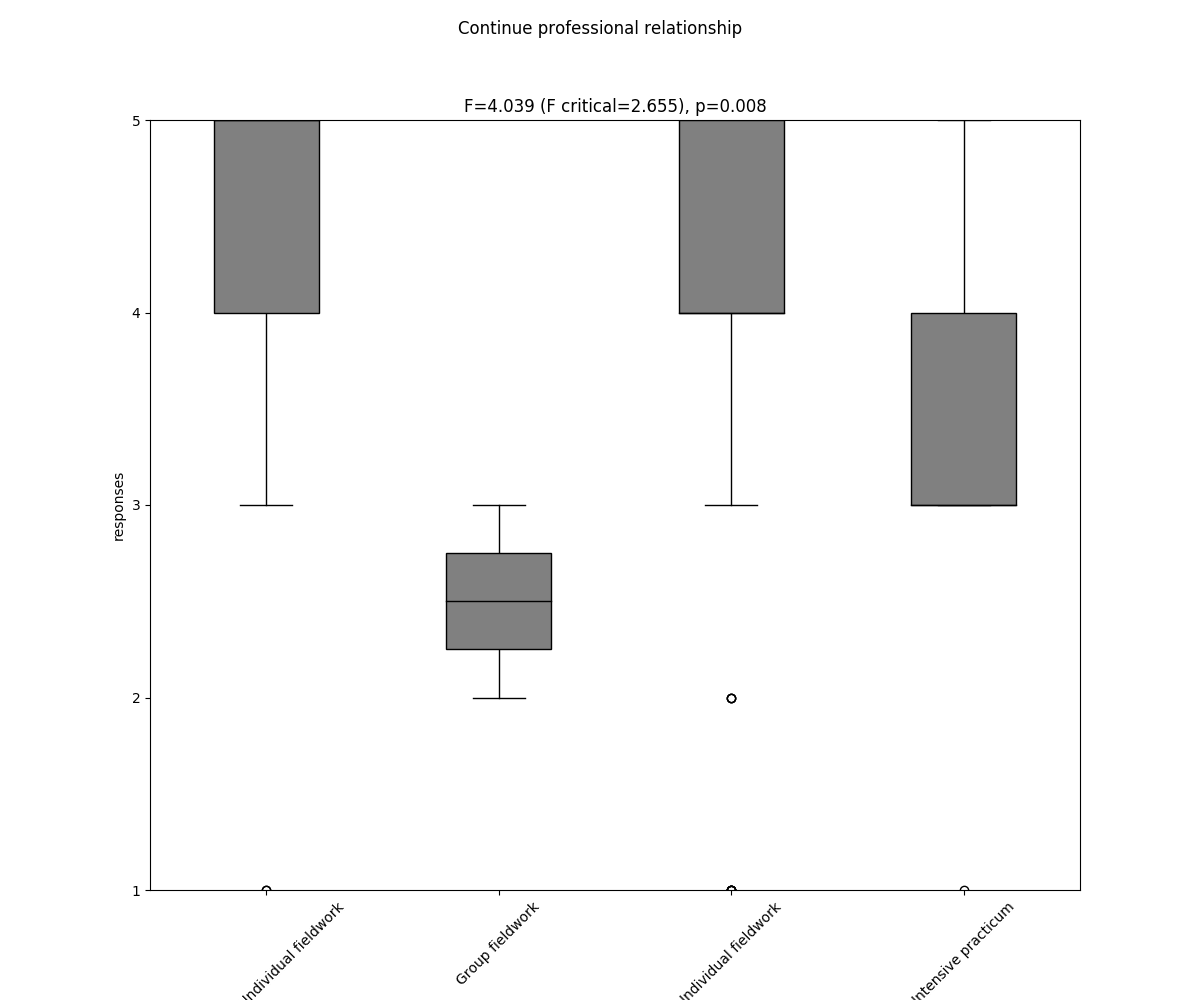 Continue professional relationship
F=4.039 (F critical=2.655), p=0.008
5
4
3
2
1
responses
Individual fieldwork
Group fieldwork
Individual fieldwork
Intensive practicum